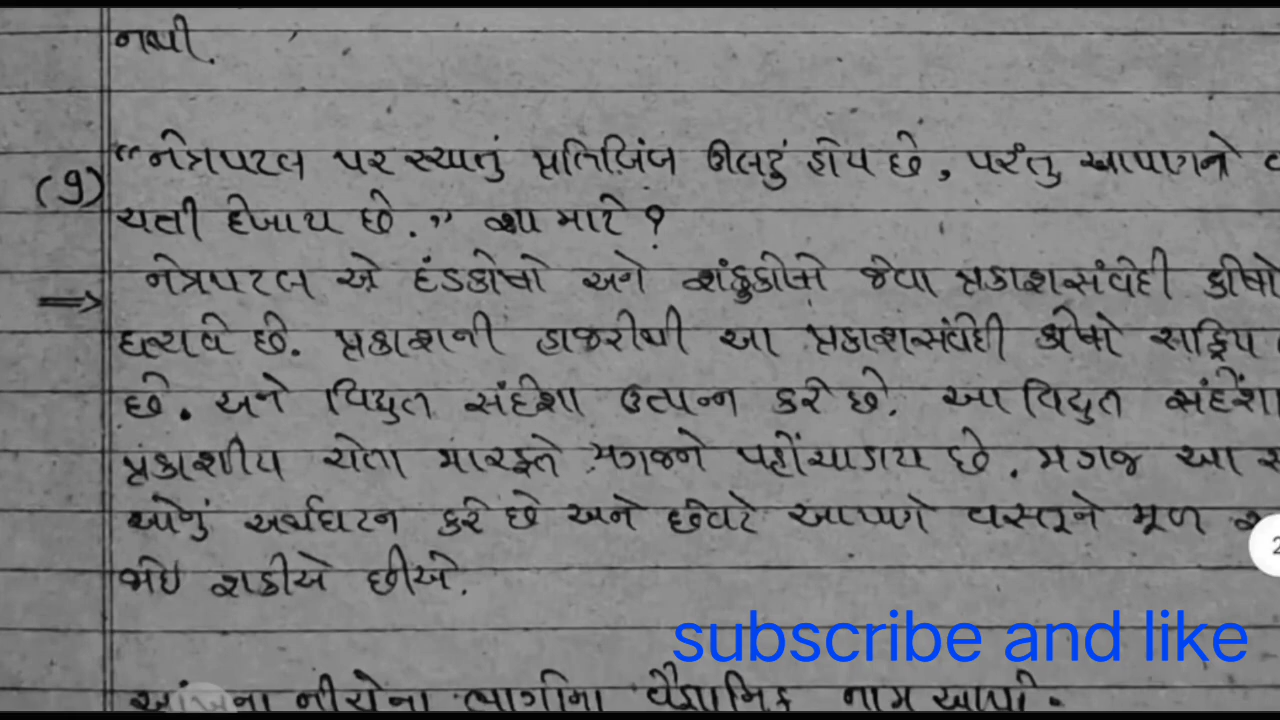 નથી.
(9) "નેત્રપટલ પર રચાતું પ્રતિબિંબ ઊલટું હોય છે, પરંતુ આપણને
ચતી દેખાય છે." શા માટે ?
⇒ નેત્રપટલ એ દંડકોષો અને શંકુકોષો જેવા પ્રકાશસંવેદી કોષો
ધરાવે છે. પ્રકાશની હાજરીથી આ પ્રકાશસંવેદી કોષો સક્રિય
છે. અને વિદ્યુત સંદેશા ઉત્પન્ન કરે છે. આ વિદ્યુત સંદેશા
પ્રકાશીય ચેતા મારફતે મગજને પહોંચાડાય છે. મગજ આ
ઓનું અર્થઘટન કરે છે અને છેવટે આપણે વસ્તુને મૂળ
જોઇ શકીએ છીએ.
subscribe and like
આંખના નીચેના ભાગોના વૈજ્ઞાનિક નામ આપો.